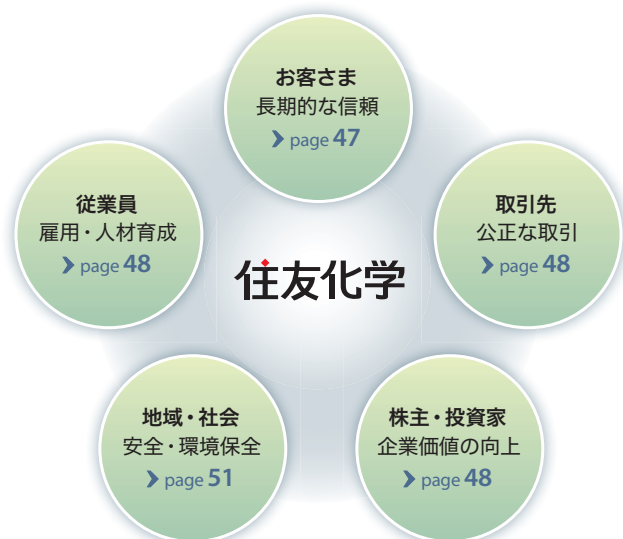 お客さま
長期的な信頼
❯ page 47
従業員
雇用・人材育成
❯ page 48
取引先
公正な取引
❯ page 48
住友化学
地域・社会
安全・環境保全
❯ page 51
株主・投資家
企業価値の向上
❯ page 48